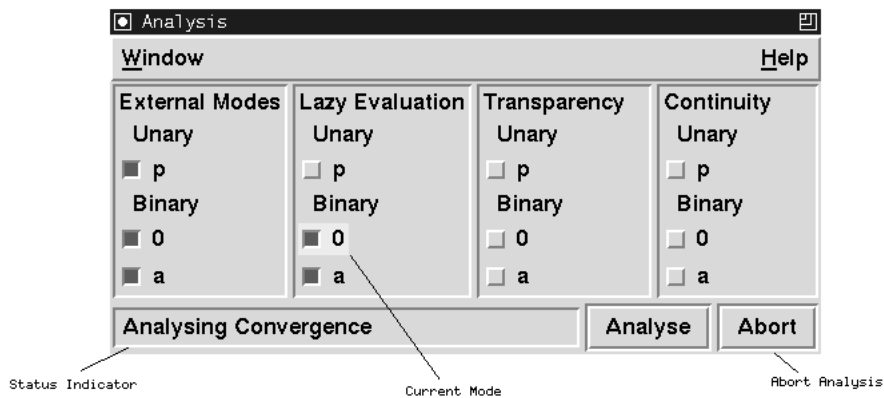 Analysis
Window Help
External Modes Lazy Evaluation Transparency Continuity
Unary Unary Unary Unary
p p p p
Binary Binary Binary Binary
0 0 0 0
a a a a
Analysing Convergence Analyse Abort
Status Indicator Current Mode Abort Analysis